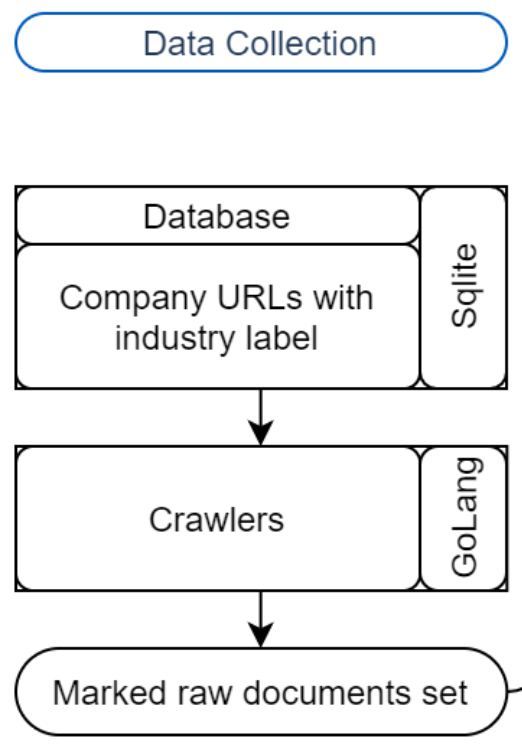 Data Collection
Database
Sqlite
Company URLs with
industry label
Crawlers
GoLang
Marked raw documents set